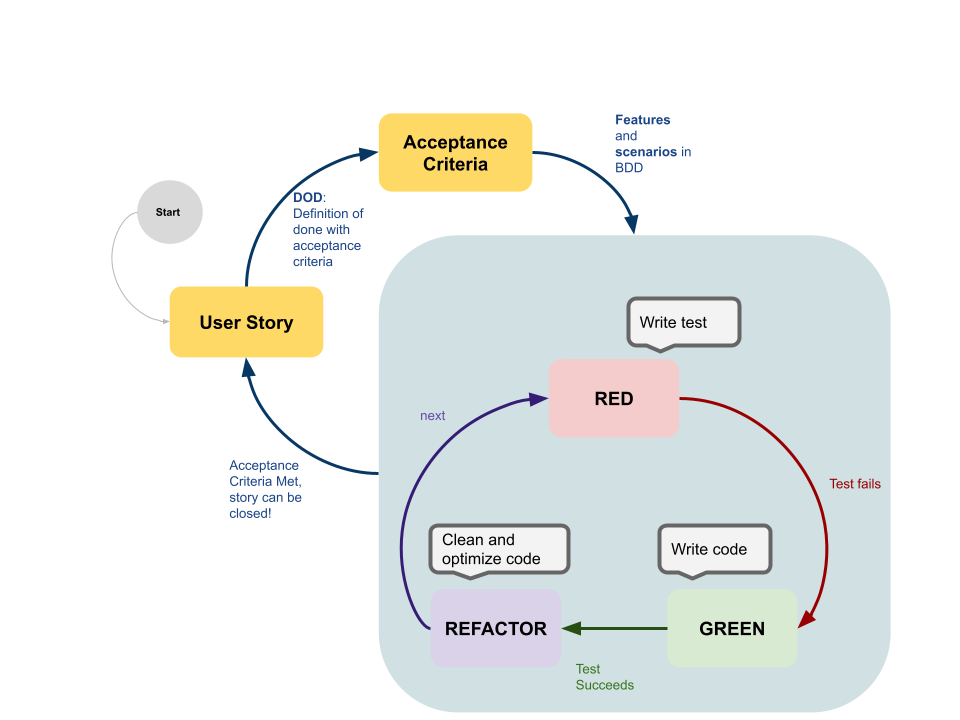 Features
and
scenarios in
BDD
Acceptance
Criteria
DOD:
Definition of
done with
acceptance
criteria
Start
User Story
Write test
RED
next
Acceptance
Criteria Met,
story can be
closed!
Test fails
Clean and
optimize code
Write code
REFACTOR
GREEN
Test
Succeeds